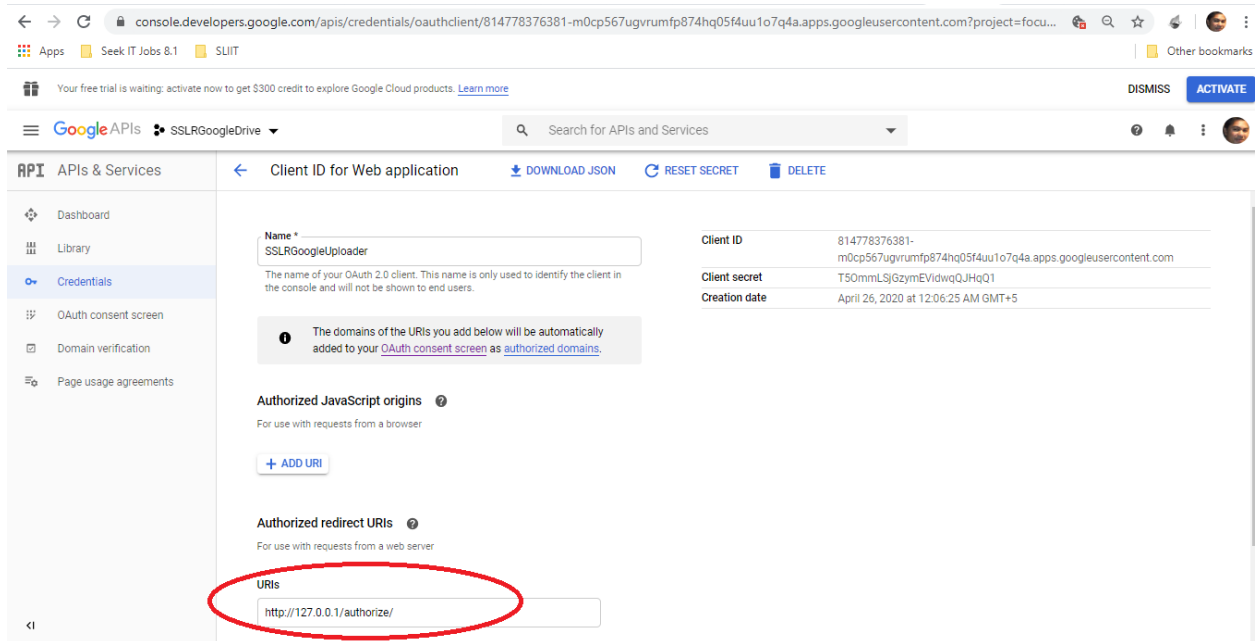 console.developers.google.com/apis/credentials/oauthclient/814778376381-m0cp567ugvrumfp874hq05f4uu1o7q4a.apps.googleusercontent.com?project=focu...
Apps Seek IT Jobs 8.1 SLIIT Other bookmarks
Your free trial is waiting: activate now to get $300 credit to explore Google Cloud products. Learn more DISMISS ACTIVATE
Google APIs SSLRGoogleDrive Search for APIs and Services
API APIs & Services Client ID for Web application DOWNLOAD JSON RESET SECRET DELETE
Dashboard
Library
Credentials
OAuth consent screen
Domain verification
Page usage agreements
Name *
SSLRGoogleUploader
The name of your OAuth 2.0 client. This name is only used to identify the client in
the console and will not be shown to end users.
The domains of the URIs you add below will be automatically
added to your OAuth consent screen as authorized domains.
Authorized JavaScript origins
For use with requests from a browser
+ ADD URI
Authorized redirect URIs
For use with requests from a web server
URIs
http://127.0.0.1/authorize/
Client ID 814778376381-
m0cp567ugvrumfp874hq05f4uu1o7q4a.apps.googleusercontent.com
Client secret T5OmmLSjGzymEVidwqQJHqQ1
Creation date April 26, 2020 at 12:06:25 AM GMT+5